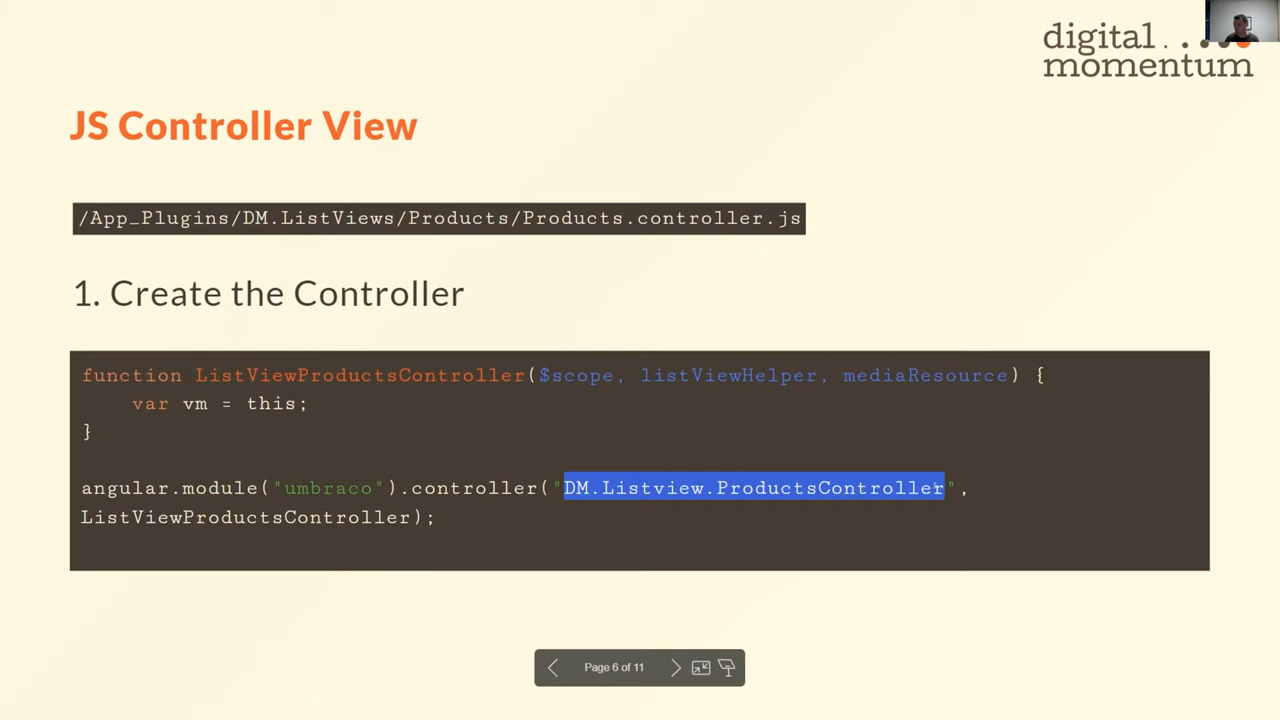 digital
momentum
JS Controller View
/App_Plugins/DM.ListViews/Products/Products.controller.js
1. Create the Controller
function ListViewProductsController($scope, listViewHelper, mediaResource) {
    var vm = this;
}
angular.module("umbraco").controller("DM.Listview.ProductsController",
ListViewProductsController);
Page 6 of 11